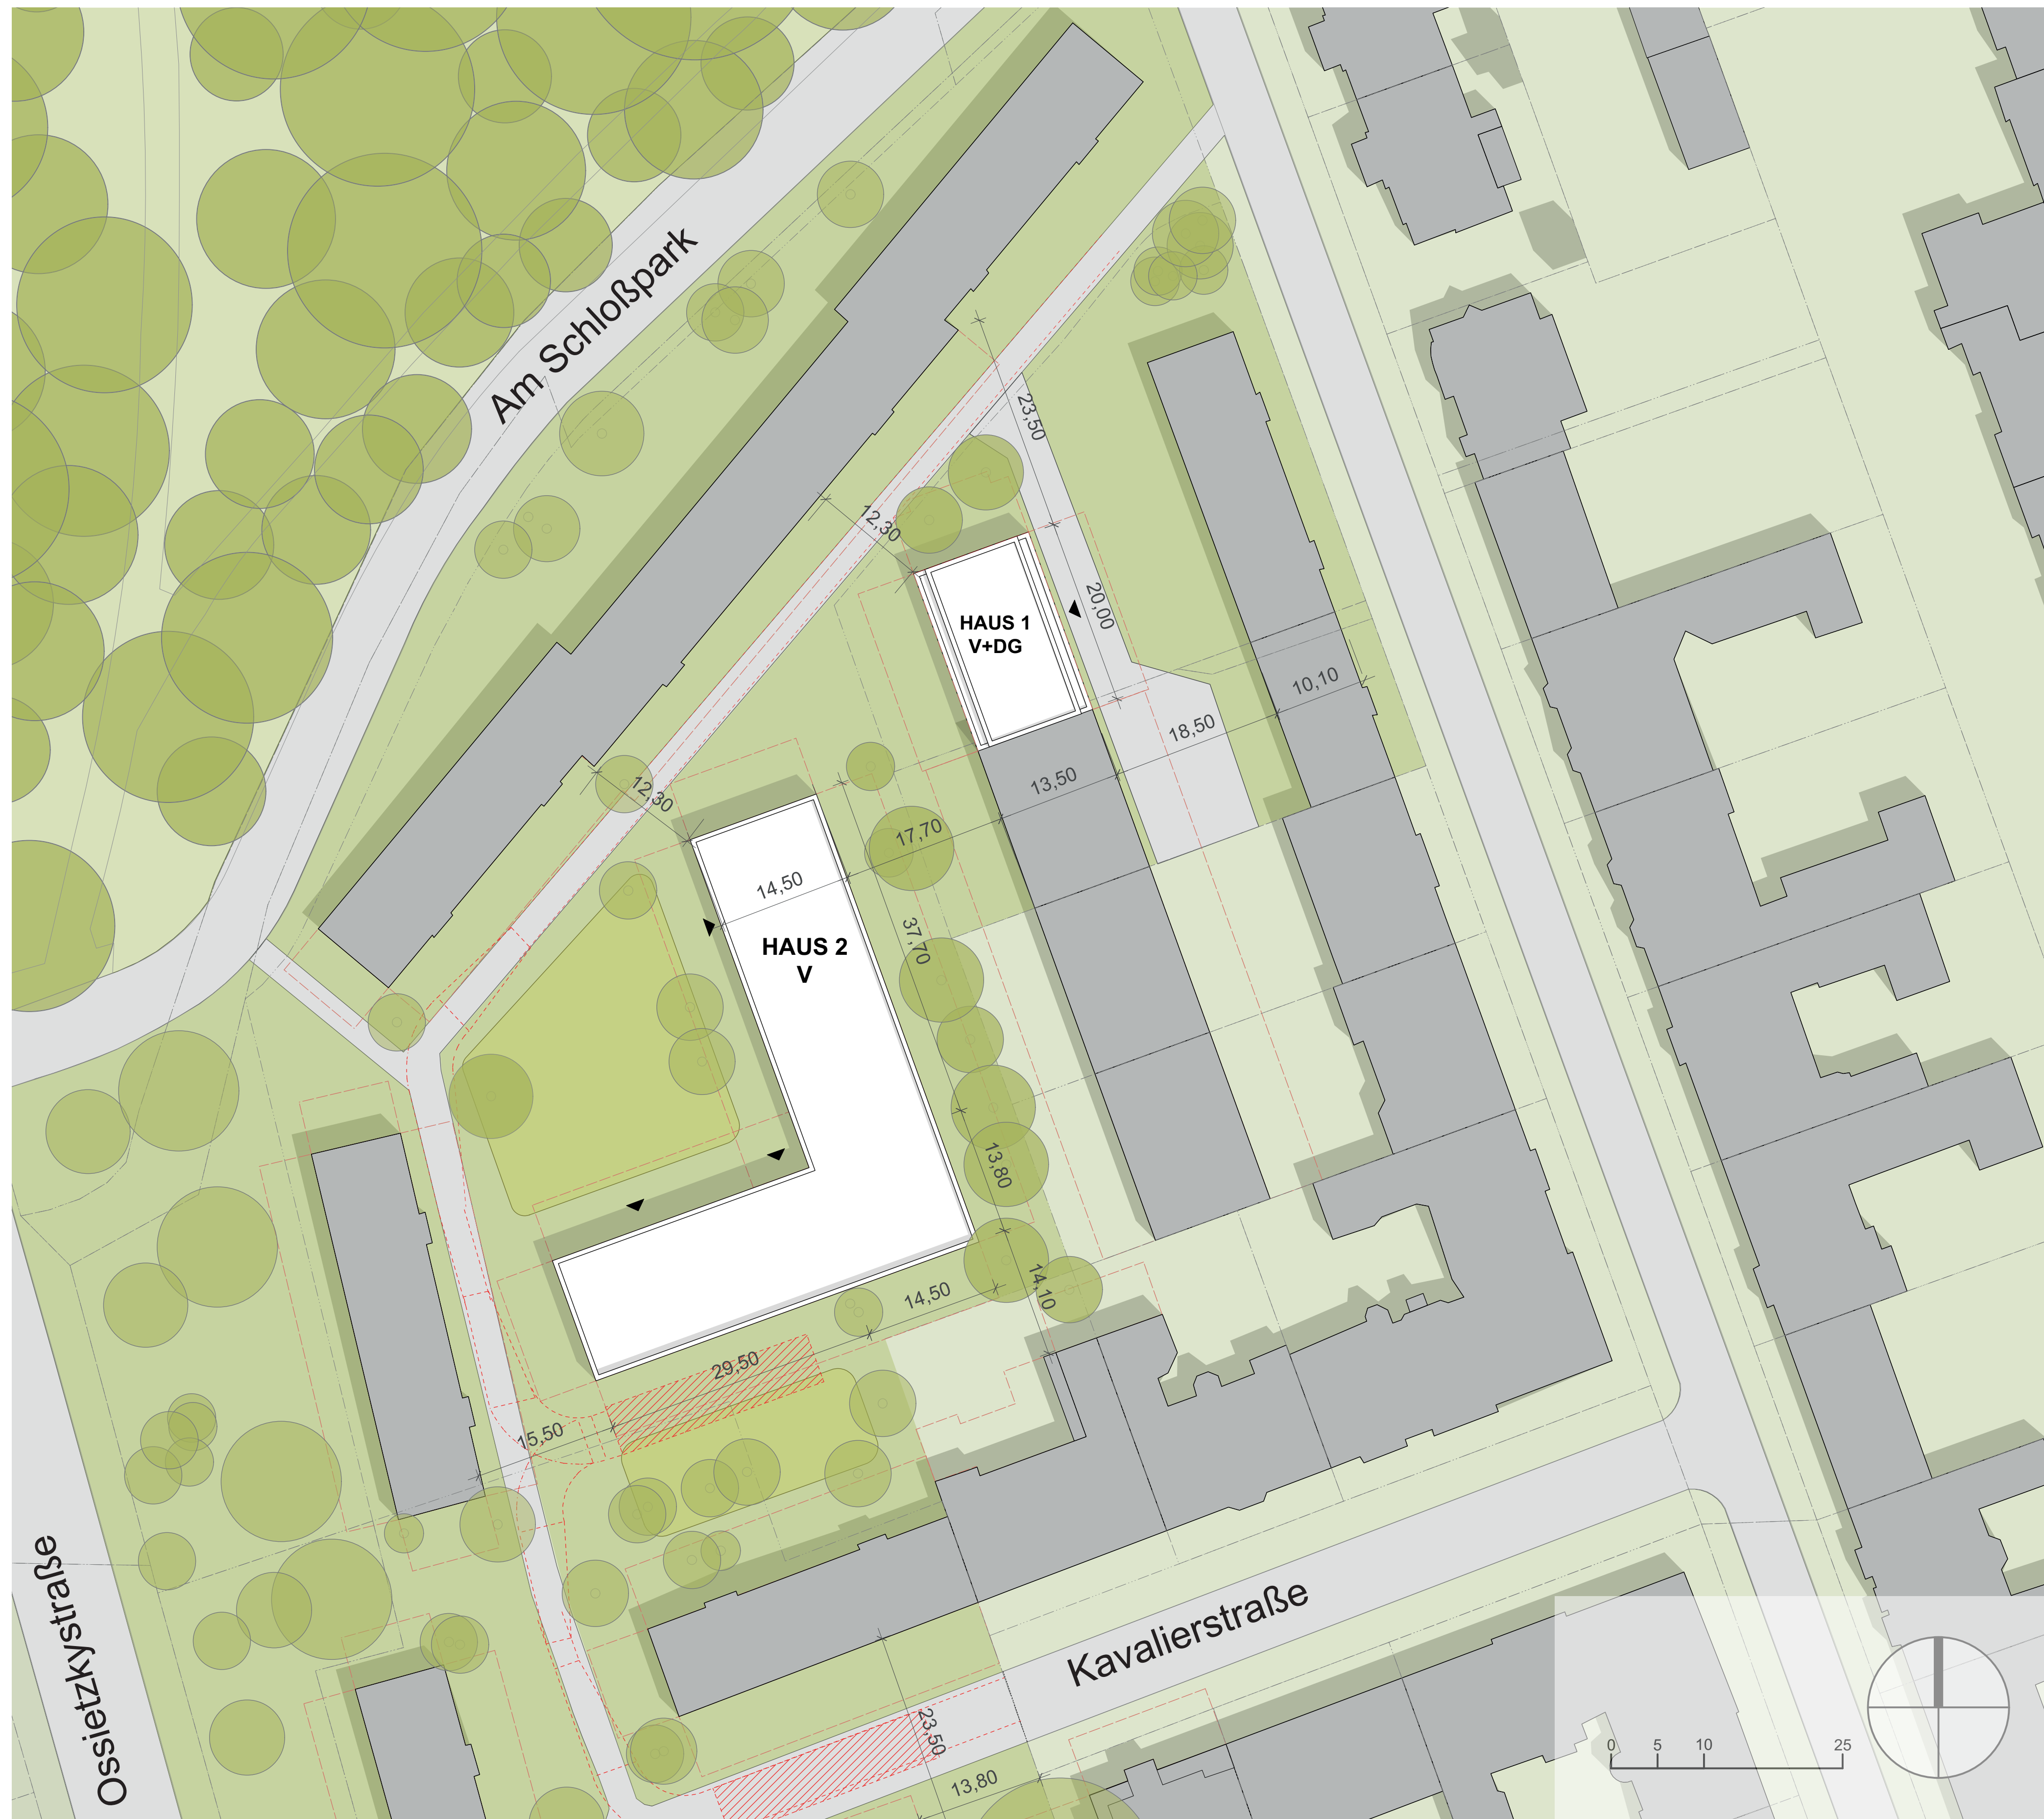 Am Schloßpark
23,50
12,30
HAUS 1
V+DG
20,00
10,10
18,50
13,50
12,30
17,70
14,50
37,70
HAUS 2
V
13,80
14,50
14,10
29,50
15,50
Kavalierstraße
Ossietzkystraße
23,50
13,80
0 5 10 25